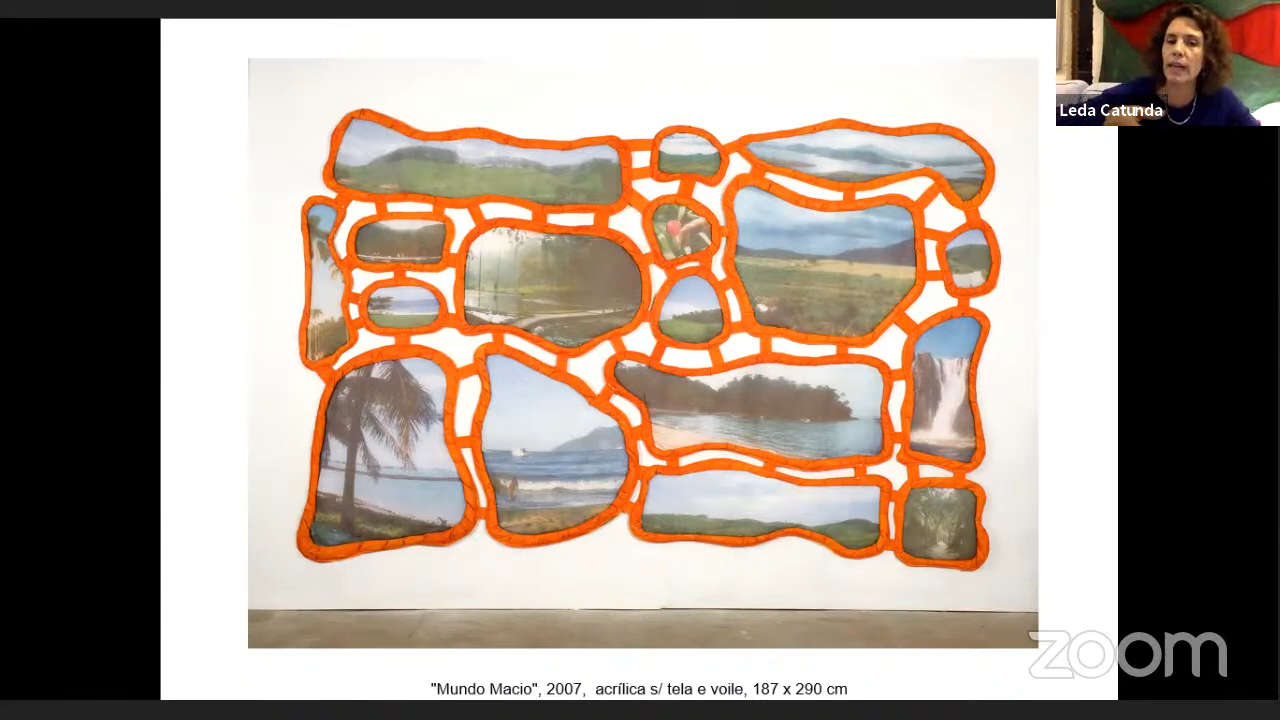 Leda Catunda
zoom
"Mundo Macio", 2007,  acrílica s/ tela e voile, 187 x 290 cm